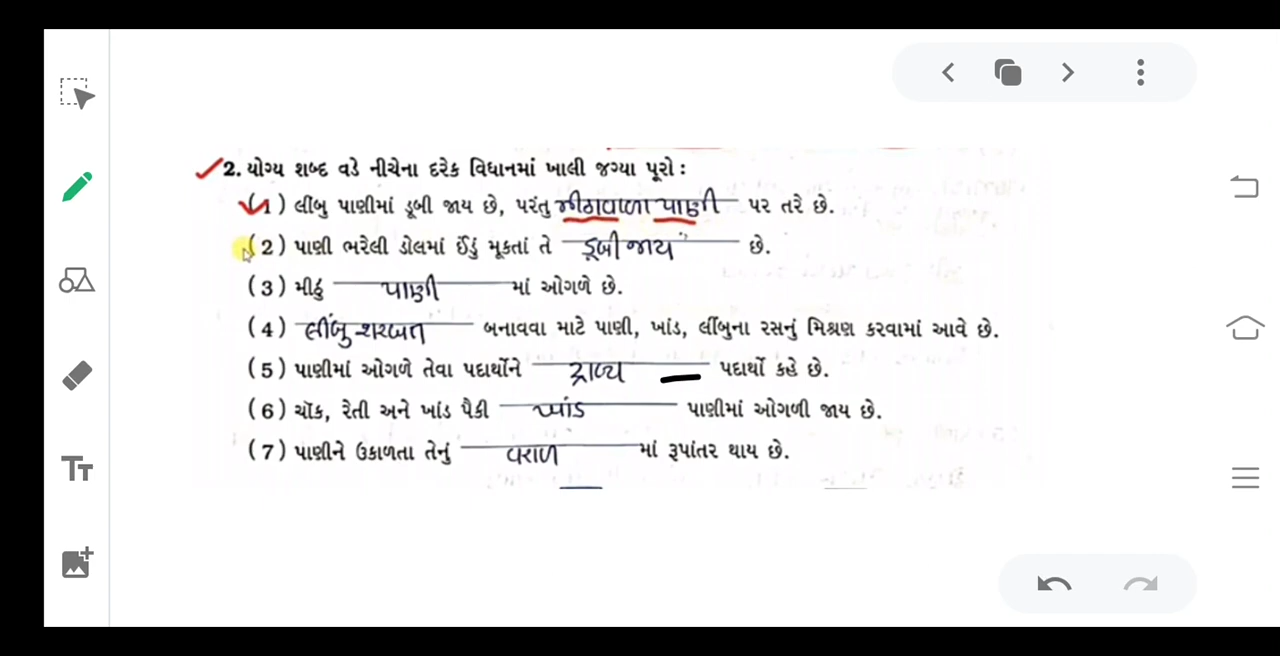 2. યોગ્ય શબ્દ વડે નીચેના દરેક વિધાનમાં ખાલી જગ્યા પૂરો :
(1) લીંબુ પાણીમાં ડૂબી જાય છે, પરંતુ મીઠાવાળા પાણી પર તરે છે.
(2) પાણી ભરેલી ડોલમાં ઈંડું મૂકતાં તે ડૂબી જાય છે.
(3) મીઠું પાણી માં ઓગળે છે.
(4) લીંબુ શરબત બનાવવા માટે પાણી, ખાંડ, લીંબુના રસનું મિશ્રણ કરવામાં આવે છે.
(5) પાણીમાં ઓગળે તેવા પદાર્થોને દ્રાવ્ય પદાર્થો કહે છે.
(6) ચૉક, રેતી અને ખાંડ પૈકી ખાંડ પાણીમાં ઓગળી જાય છે.
(7) પાણીને ઉકાળતા તેનું વરાળ માં રૂપાંતર થાય છે.
TT